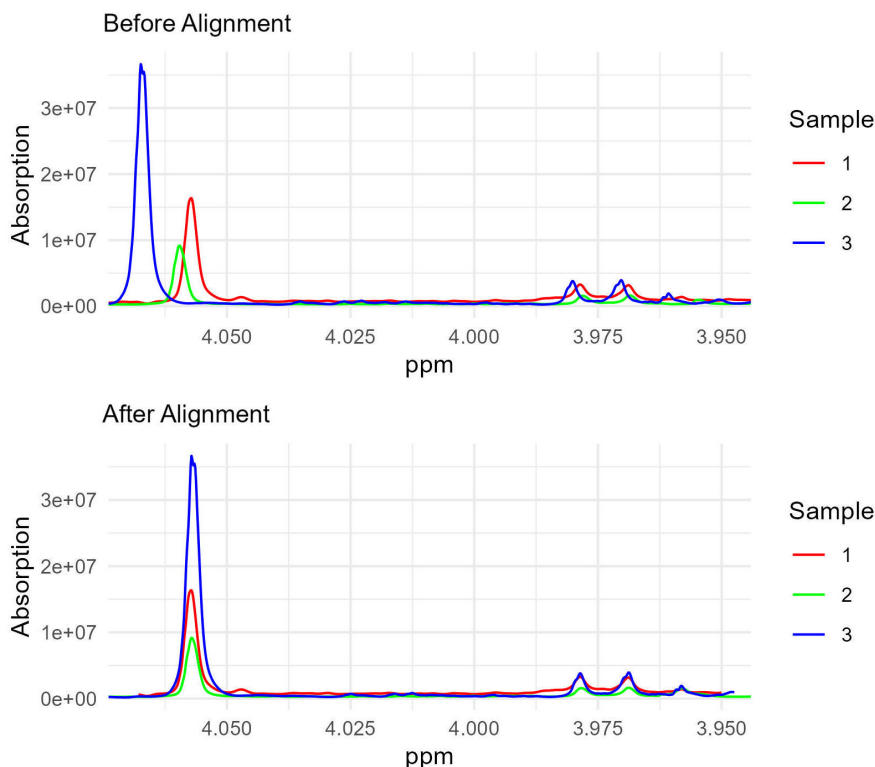 Before Alignment
3e+07
2e+07
1e+07
0e+00
Absorption
4.050
4.025
4.000
3.975
3.950
ppm
Sample
1
2
3
After Alignment
3e+07
2e+07
1e+07
0e+00
Absorption
4.050
4.025
4.000
3.975
3.950
ppm
Sample
1
2
3